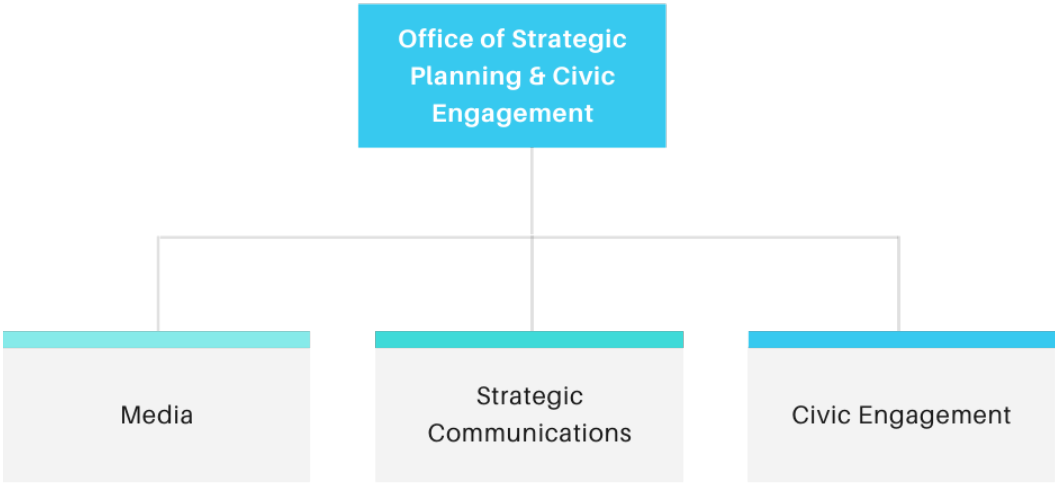 Office of Strategic
Planning & Civic
Engagement
Media
Strategic
Communications
Civic Engagement